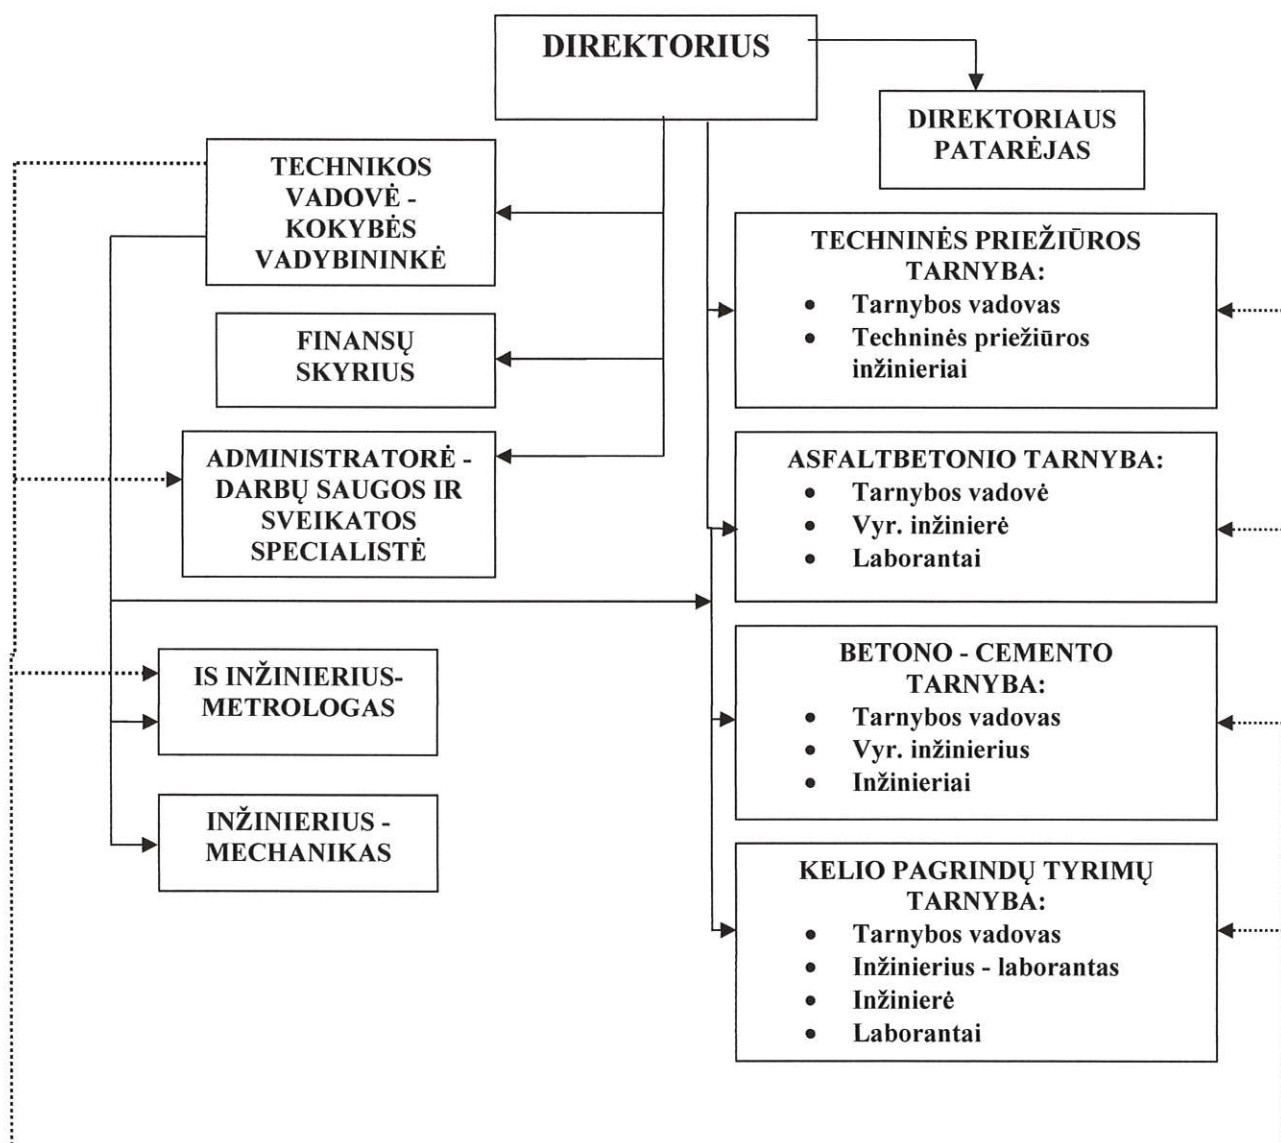 DIREKTORIUS
DIREKTORIAUS
PATARĖJAS
TECHNIKOS
VADOVĖ -
KOKYBĖS
VADYBININKĖ
FINANSŲ
SKYRIUS
ADMINISTRATORĖ -
DARBŲ SAUGOS IR
SVEIKATOS
SPECIALISTĖ
IS INŽINIERIUS-
METROLOGAS
INŽINIERIUS -
MECHANIKAS
TECHNINĖS PRIEŽIŪROS
TARNYBA:
• Tarnybos vadovas
• Techninės priežiūros
inžinieriai
ASFALTBETONIO TARNYBA:
• Tarnybos vadovė
• Vyr. inžinierė
• Laborantai
BETONO - CEMENTO
TARNYBA:
• Tarnybos vadovas
• Vyr. inžinierius
• Inžinieriai
KELIO PAGRINDŲ TYRIMŲ
TARNYBA:
• Tarnybos vadovas
• Inžinierius - laborantas
• Inžinierė
• Laborantai